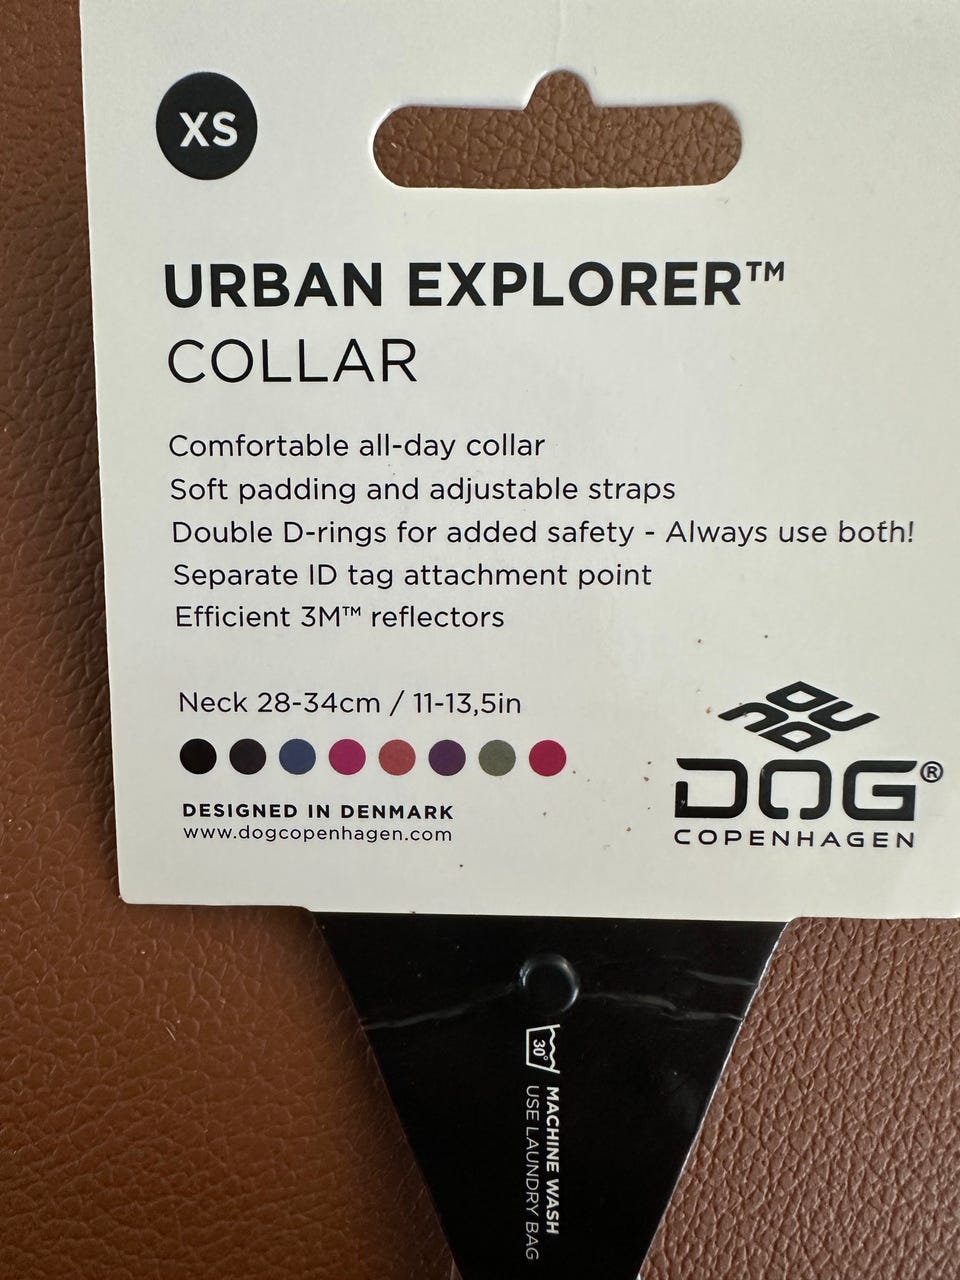 XS
URBAN EXPLORER™
COLLAR
Comfortable all-day collar
Soft padding and adjustable straps
Double D-rings for added safety - Always use both!
Separate ID tag attachment point
Efficient 3M™ reflectors
Neck 28-34cm / 11-13,5in
DESIGNED IN DENMARK
www.dogcopenhagen.com
DOG®
COPENHAGEN
30°
MACHINE WASH
USE LAUNDRY BAG